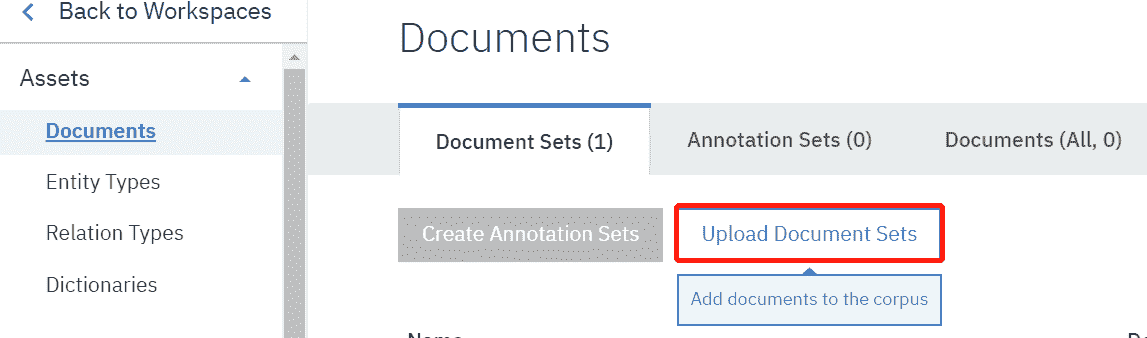 Back to Workspaces
Assets
Documents
Entity Types
Relation Types
Dictionaries
Documents
Document Sets (1)
Annotation Sets (0)
Documents (All, 0)
Create Annotation Sets
Upload Document Sets
Add documents to the corpus
Name